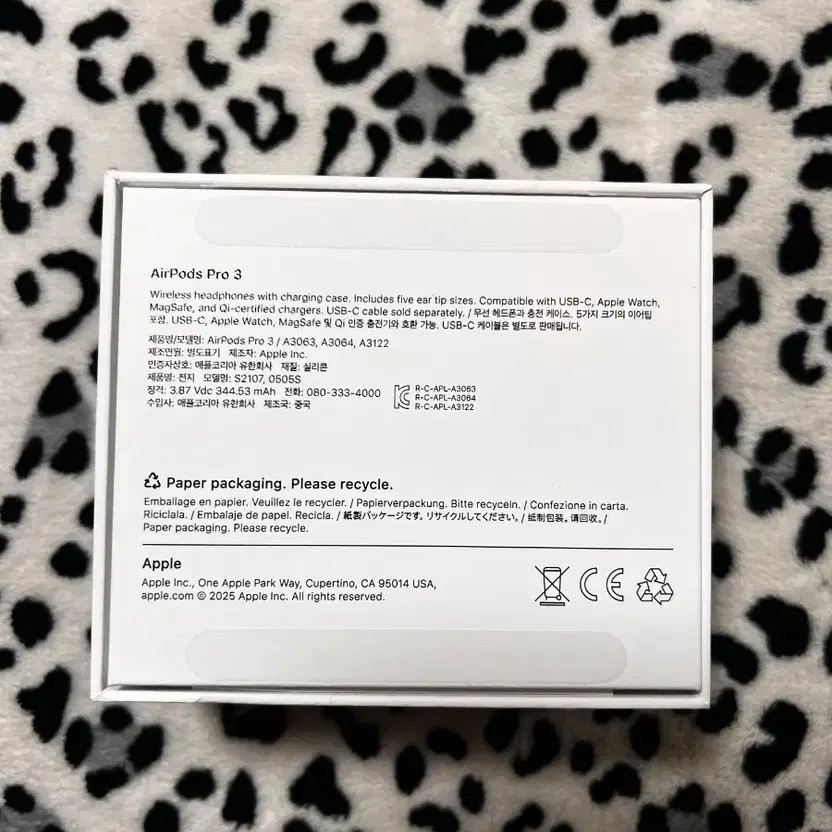 AirPods Pro 3
Wireless headphones with charging case. Includes five ear tip sizes. Compatible with USB-C, Apple Watch,
MagSafe, and Qi-certified chargers. USB-C cable sold separately. / 무선 헤드폰과 충전 케이스. 5가지 크기의 이어팁
포함. USB-C, Apple Watch, MagSafe 및 Qi 인증 충전기와 호환 가능. USB-C 케이블은 별도로 판매됩니다.
제품명/모델명: AirPods Pro 3 / A3063, A3064, A3122
제조연월: 별도표기 제조자: Apple Inc.
인증자상호: 애플코리아 유한회사 재질: 실리콘
제품명: 전지 모델명: S2107, 0505S
정격: 3.87 Vdc 344.53 mAh 전화: 080-333-4000
수입자: 애플코리아 유한회사 제조국: 중국
R-C-APL-A3063
R-C-APL-A3064
R-C-APL-A3122
Paper packaging. Please recycle.
Emballage en papier. Veuillez le recycler. / Papierverpackung. Bitte recyceln. / Confezione in carta.
Riciclala. / Embalaje de papel. Recicla. / 紙製パッケージです。リサイクルしてください。/ 纸制包装。请回收。/
Paper packaging. Please recycle.
Apple
Apple Inc., One Apple Park Way, Cupertino, CA 95014 USA,
apple.com © 2025 Apple Inc. All rights reserved.
CE